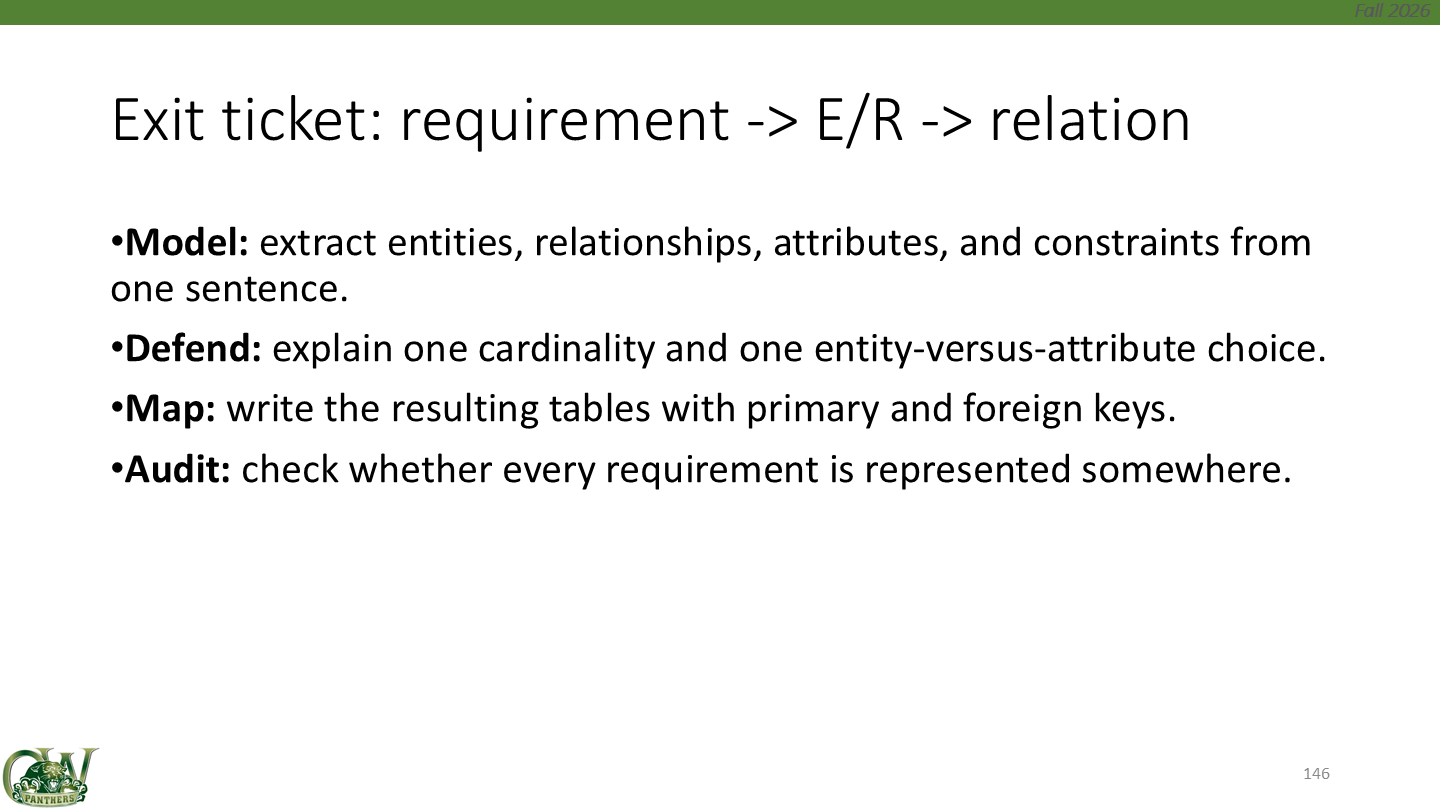 Fall 2026
Exit ticket: requirement -> E/R -> relation
•Model: extract entities, relationships, attributes, and constraints from
one sentence.
•Defend: explain one cardinality and one entity-versus-attribute choice.
•Map: write the resulting tables with primary and foreign keys.
•Audit: check whether every requirement is represented somewhere.
OW
PANTHERS
146